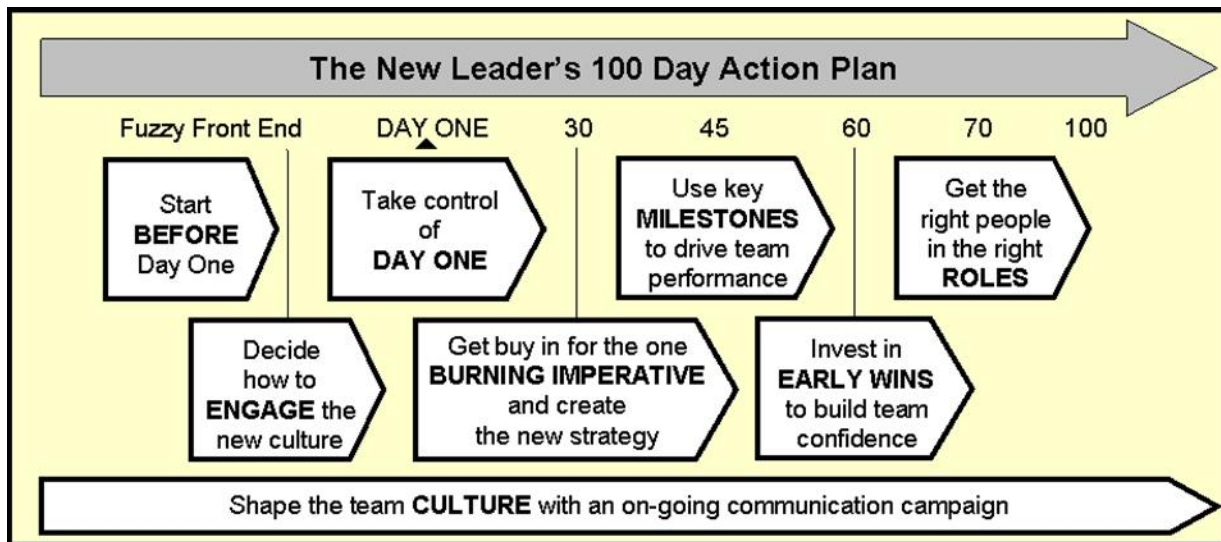 The New Leader's 100 Day Action Plan
Fuzzy Front End DAY ONE 30 45 60 70 100
Start
BEFORE
Day One
Take control
of
DAY ONE
Use key
MILESTONES
to drive team
performance
Get the
right people
in the right
ROLES
Decide
how to
ENGAGE the
new culture
Get buy in for the one
BURNING IMPERATIVE
and create
the new strategy
Invest in
EARLY WINS
to build team
confidence
Shape the team CULTURE with an on-going communication campaign